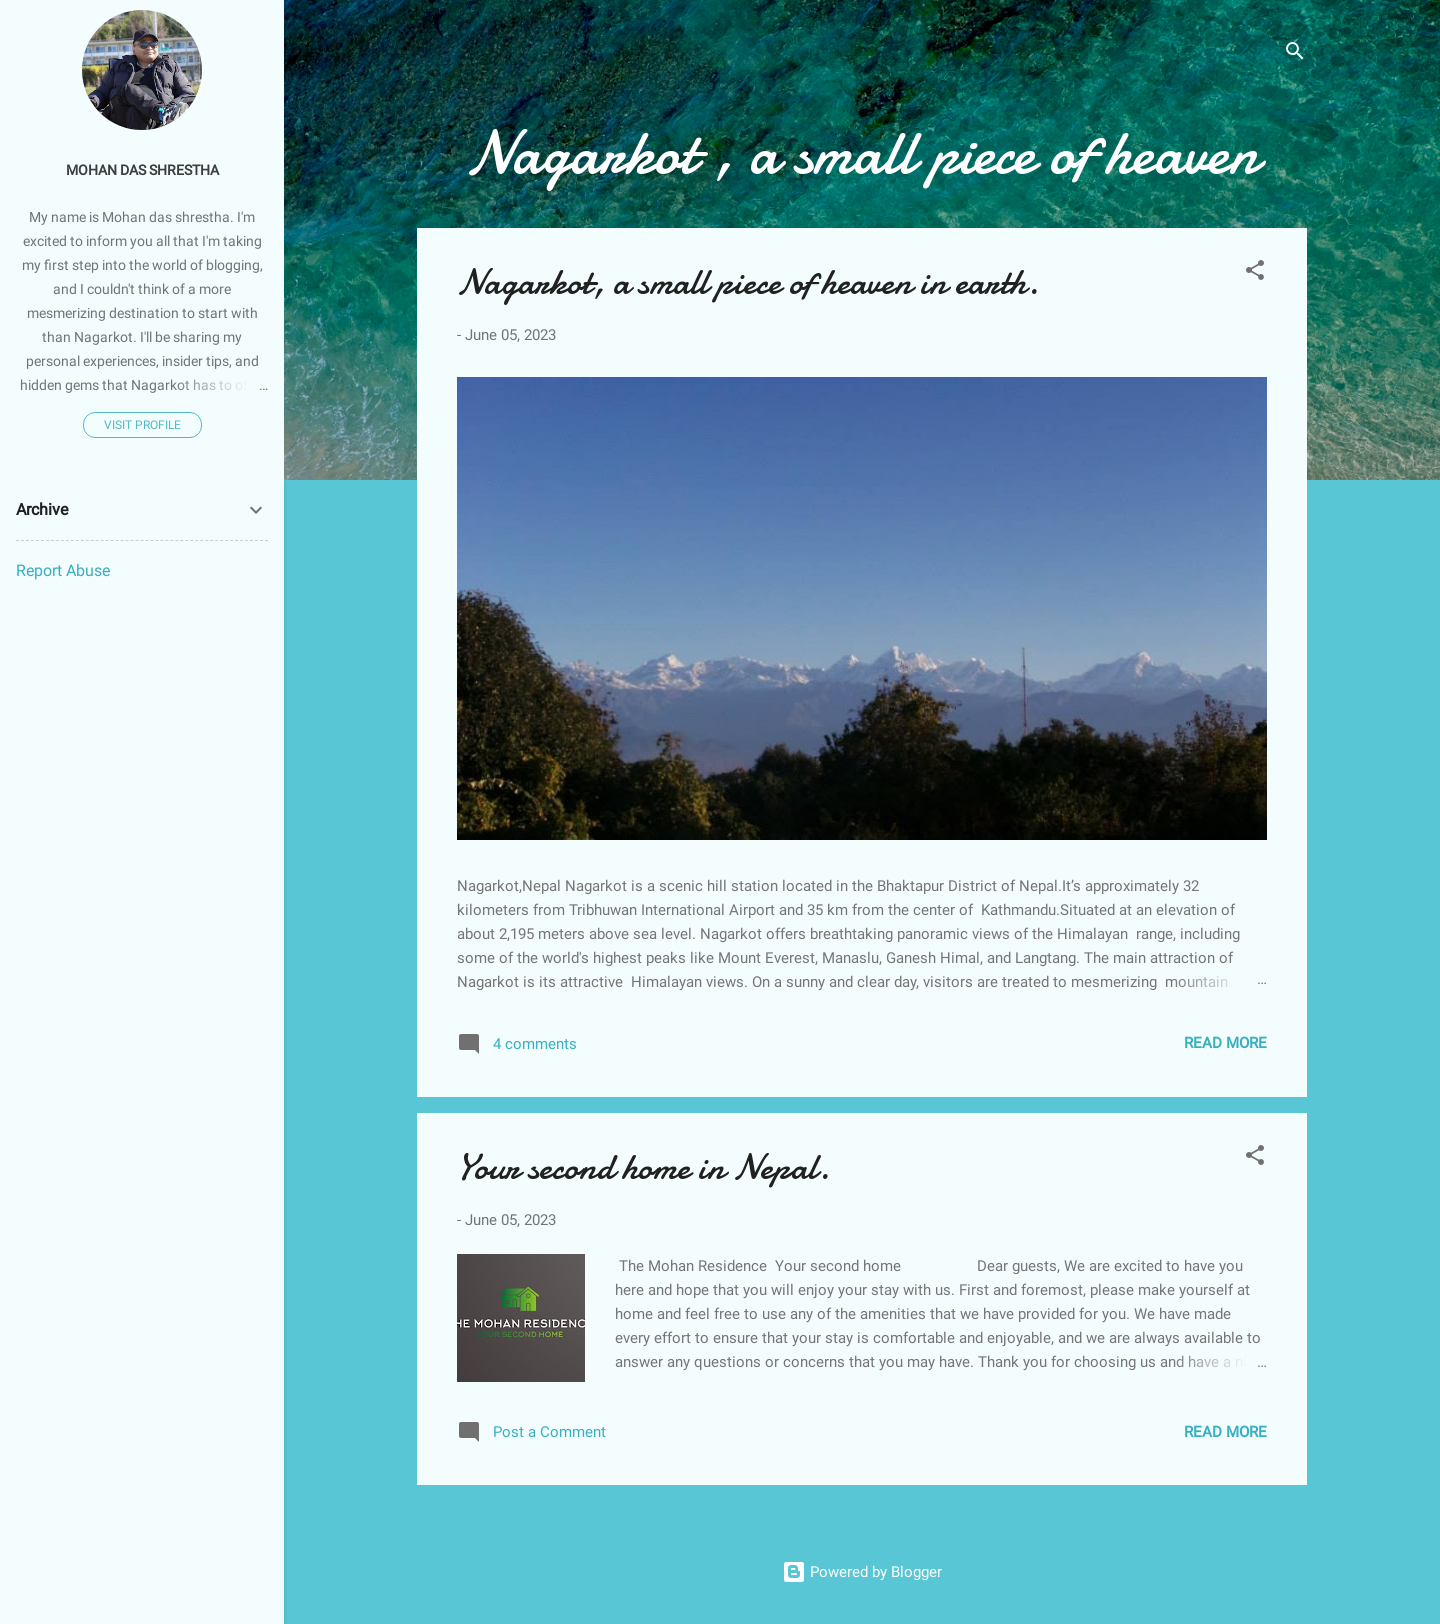 MOHAN DAS SHRESTHA
My name is Mohan das shrestha. I'm
excited to inform you all that I'm taking
my first step into the world of blogging,
and I couldn't think of a more
mesmerizing destination to start with
than Nagarkot. I'll be sharing my
personal experiences, insider tips, and
hidden gems that Nagarkot has to of ...
VISIT PROFILE
Archive
Report Abuse
Nagarkot , a small piece of heaven
Nagarkot, a small piece of heaven in earth.
- June 05, 2023
Nagarkot,Nepal Nagarkot is a scenic hill station located in the Bhaktapur District of Nepal.It’s approximately 32
kilometers from Tribhuwan International Airport and 35 km from the center of  Kathmandu.Situated at an elevation of
about 2,195 meters above sea level. Nagarkot offers breathtaking panoramic views of the Himalayan  range, including
some of the world's highest peaks like Mount Everest, Manaslu, Ganesh Himal, and Langtang. The main attraction of
Nagarkot is its attractive  Himalayan views. On a sunny and clear day, visitors are treated to mesmerizing  mountain ...
4 comments
READ MORE
Your second home in Nepal.
- June 05, 2023
HE MOHAN RESIDENC
YOUR SECOND HOME
The Mohan Residence  Your second home                Dear guests, We are excited to have you
here and hope that you will enjoy your stay with us. First and foremost, please make yourself at
home and feel free to use any of the amenities that we have provided for you. We have made
every effort to ensure that your stay is comfortable and enjoyable, and we are always available to
answer any questions or concerns that you may have. Thank you for choosing us and have a ...
Post a Comment
READ MORE
Powered by Blogger